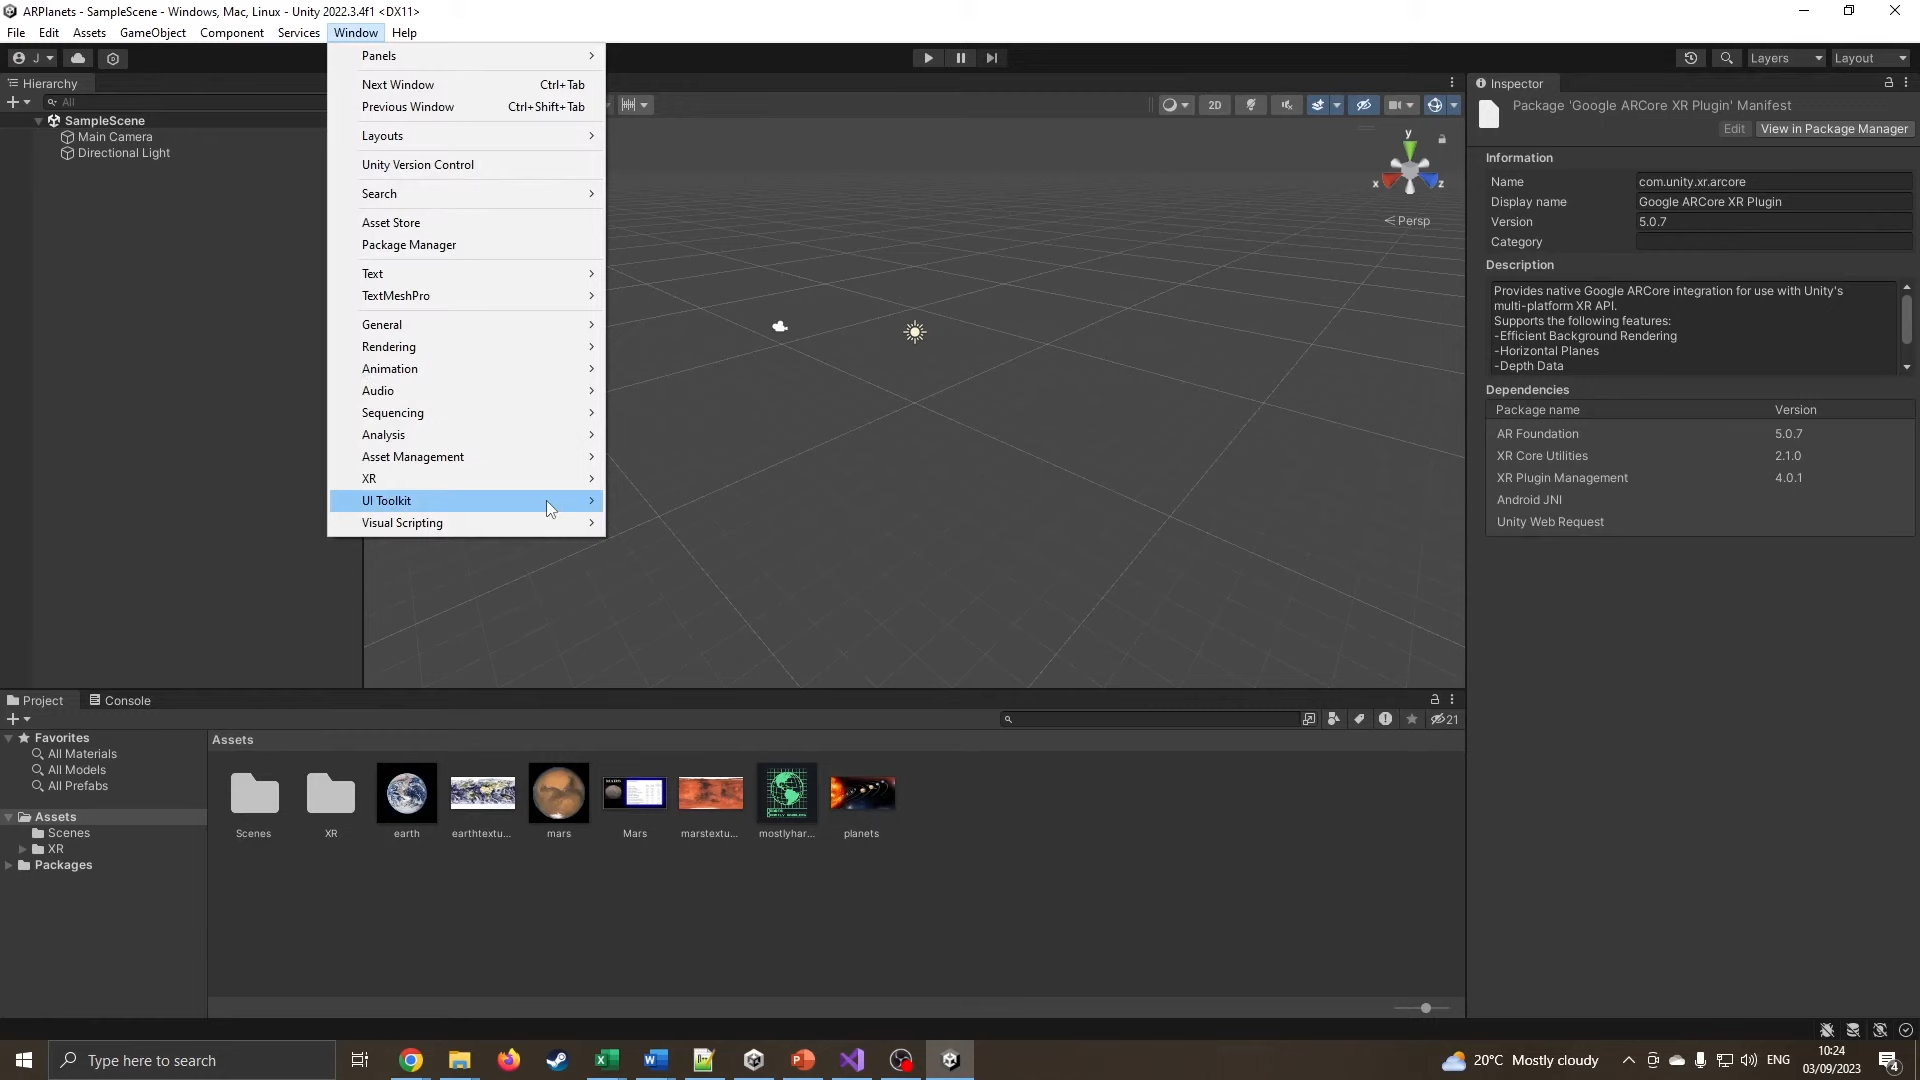 ARPlanets - SampleScene - Windows, Mac, Linux - Unity 2022.3.4f1 <DX11>
File Edit Assets GameObject Component Services Window Help
J
Layers
Layout
Hierarchy
All
SampleScene
Main Camera
Directional Light
Panels
Next Window Ctrl+Tab
Previous Window Ctrl+Shift+Tab
Layouts
Unity Version Control
Search
Asset Store
Package Manager
Text
TextMeshPro
General
Rendering
Animation
Audio
Sequencing
Analysis
Asset Management
XR
UI Toolkit
Visual Scripting
2D
y
x
z
Persp
Inspector
Package 'Google ARCore XR Plugin' Manifest
Edit View in Package Manager
Information
Name com.unity.xr.arcore
Display name Google ARCore XR Plugin
Version 5.0.7
Category
Description
Provides native Google ARCore integration for use with Unity's
multi-platform XR API.
Supports the following features:
-Efficient Background Rendering
-Horizontal Planes
-Depth Data
Dependencies
Package name Version
AR Foundation 5.0.7
XR Core Utilities 2.1.0
XR Plugin Management 4.0.1
Android JNI
Unity Web Request
Project Console
21
Favorites
All Materials
All Models
All Prefabs
Assets
Scenes
XR
Packages
Assets
Scenes XR earth earthtextu... mars Mars marstextu... mostlyhar... planets
Type here to search
20°C Mostly cloudy
ENG
10:24
03/09/2023
4